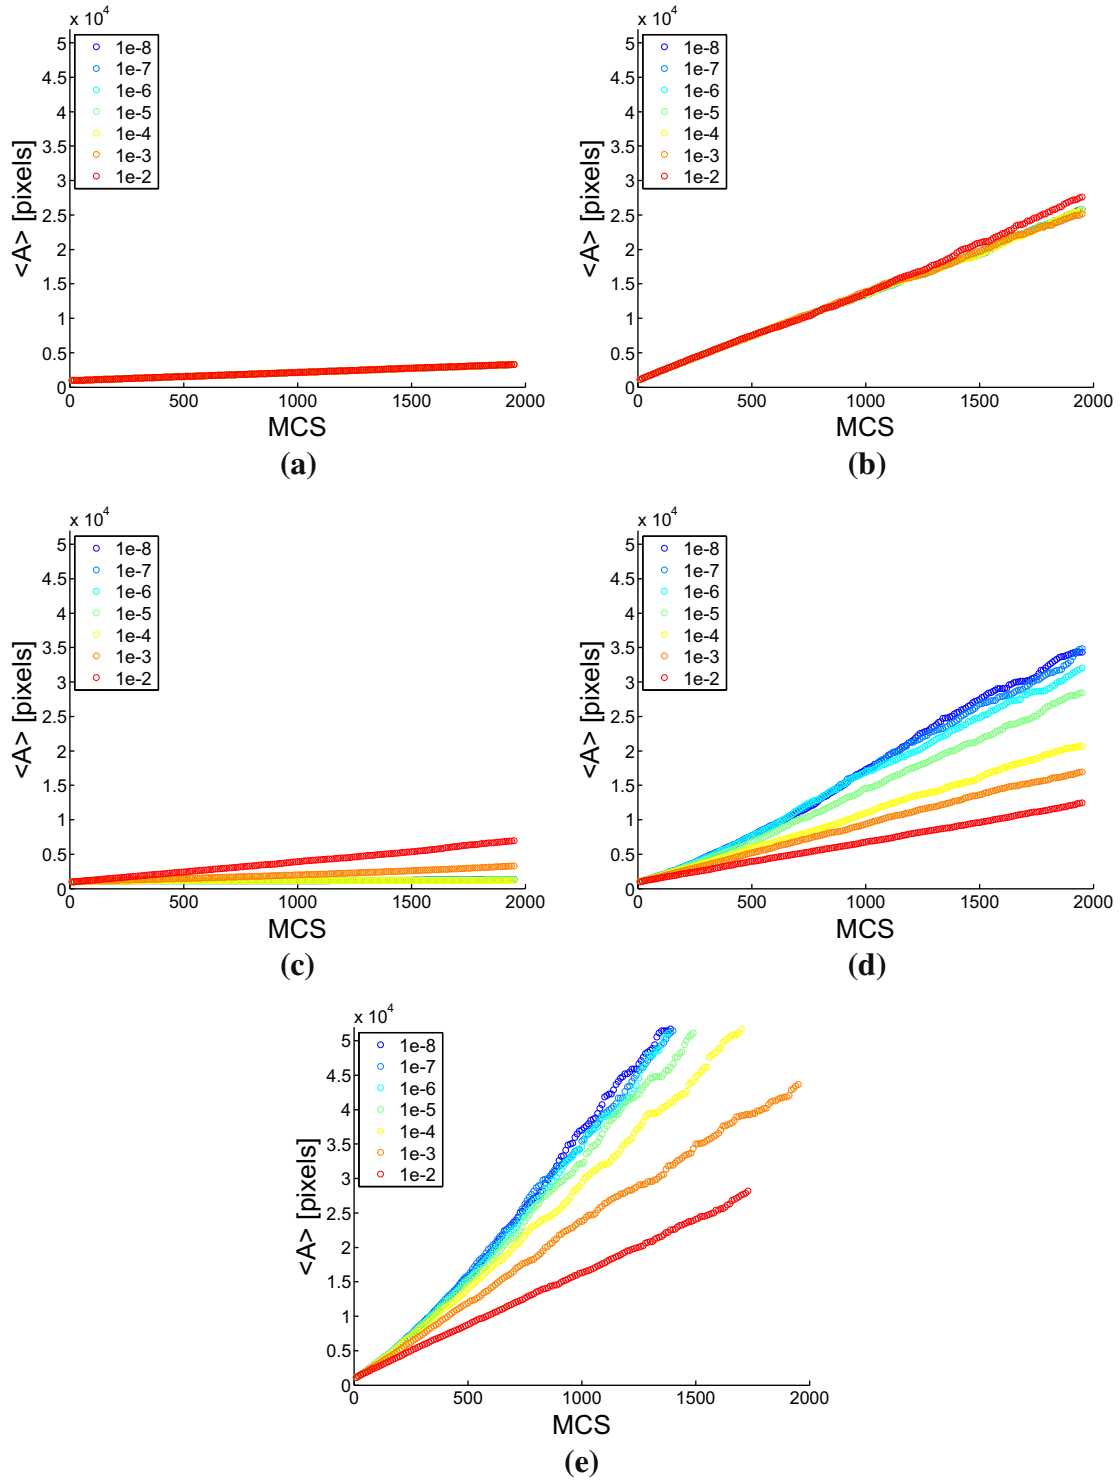 x 10^4
5
4.5
4
3.5
3
2.5
2
1.5
1
0.5
0
<A> [pixels]
1e-8
1e-7
1e-6
1e-5
1e-4
1e-3
1e-2
0 500 1000 1500 2000
MCS
(a)
x 10^4
5
4.5
4
3.5
3
2.5
2
1.5
1
0.5
0
<A> [pixels]
1e-8
1e-7
1e-6
1e-5
1e-4
1e-3
1e-2
0 500 1000 1500 2000
MCS
(b)
x 10^4
5
4.5
4
3.5
3
2.5
2
1.5
1
0.5
0
<A> [pixels]
1e-8
1e-7
1e-6
1e-5
1e-4
1e-3
1e-2
0 500 1000 1500 2000
MCS
(c)
x 10^4
5
4.5
4
3.5
3
2.5
2
1.5
1
0.5
0
<A> [pixels]
1e-8
1e-7
1e-6
1e-5
1e-4
1e-3
1e-2
0 500 1000 1500 2000
MCS
(d)
x 10^4
5
4.5
4
3.5
3
2.5
2
1.5
1
0.5
0
<A> [pixels]
1e-8
1e-7
1e-6
1e-5
1e-4
1e-3
1e-2
0 500 1000 1500 2000
MCS
(e)